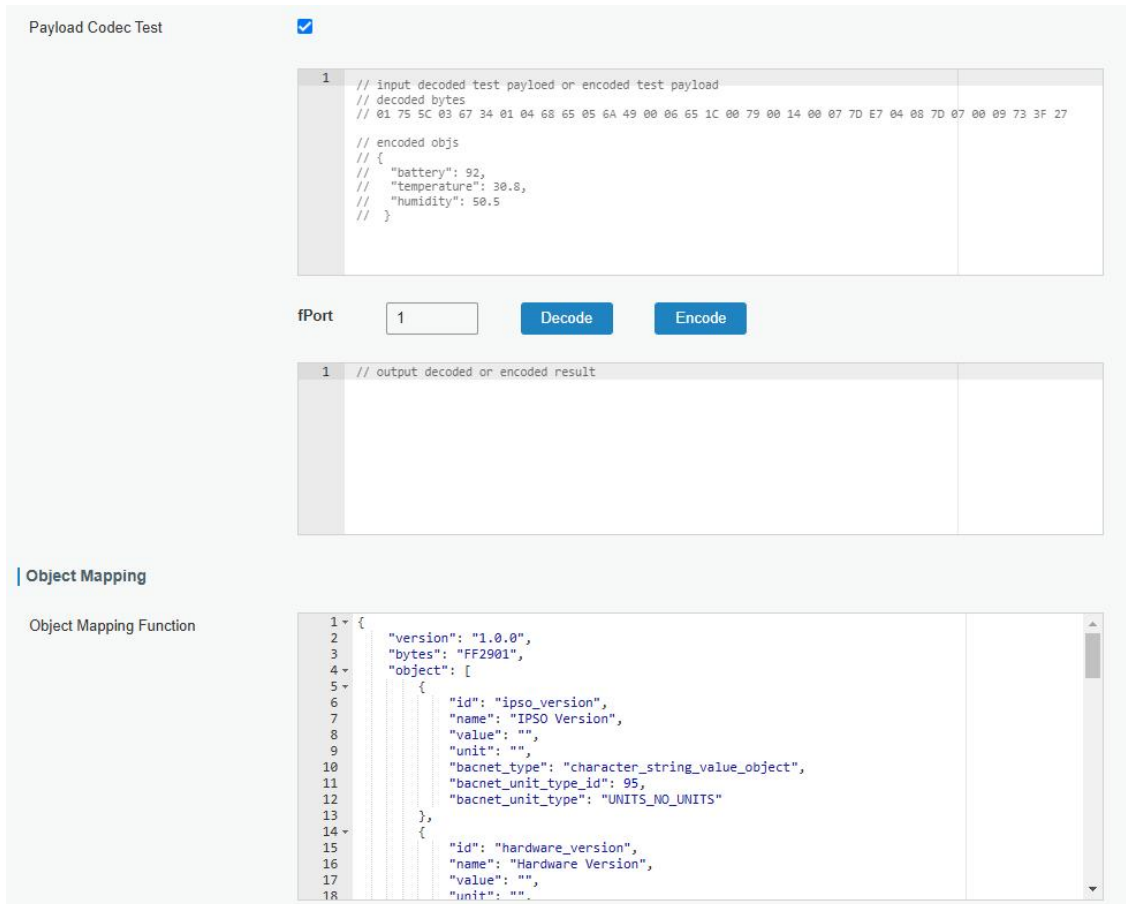 Payload Codec Test
1
// input decoded test payloed or encoded test payload
// decoded bytes
// 01 75 5C 03 67 34 01 04 68 65 05 6A 49 00 06 65 1C 00 79 00 14 00 07 7D E7 04 08 7D 07 00 09 73 3F 27
// encoded objs
// {
//   "battery": 92,
//   "temperature": 30.8,
//   "humidity": 50.5
//  }
fPort 1 Decode Encode
1 // output decoded or encoded result
Object Mapping
Object Mapping Function
1 {
2 "version": "1.0.0",
3 "bytes": "FF2901",
4 "object": [
5 {
6 "id": "ipso_version",
7 "name": "IPSO Version",
8 "value": "",
9 "unit": "",
10 "bacnet_type": "character_string_value_object",
11 "bacnet_unit_type_id": 95,
12 "bacnet_unit_type": "UNITS_NO_UNITS"
13 },
14 {
15 "id": "hardware_version",
16 "name": "Hardware Version",
17 "value": "",
18 "unit": "",